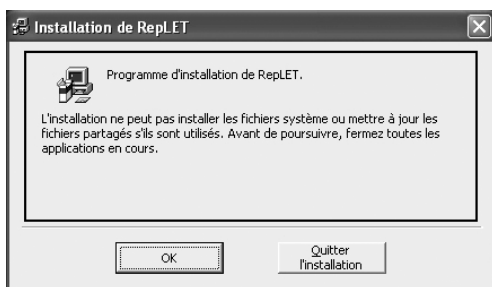 Installation de RepLET
Programme d'installation de RepLET.
L'installation ne peut pas installer les fichiers système ou mettre à jour les
fichiers partagés s'ils sont utilisés. Avant de poursuivre, fermez toutes les
applications en cours.
OK
Quitter
l'installation